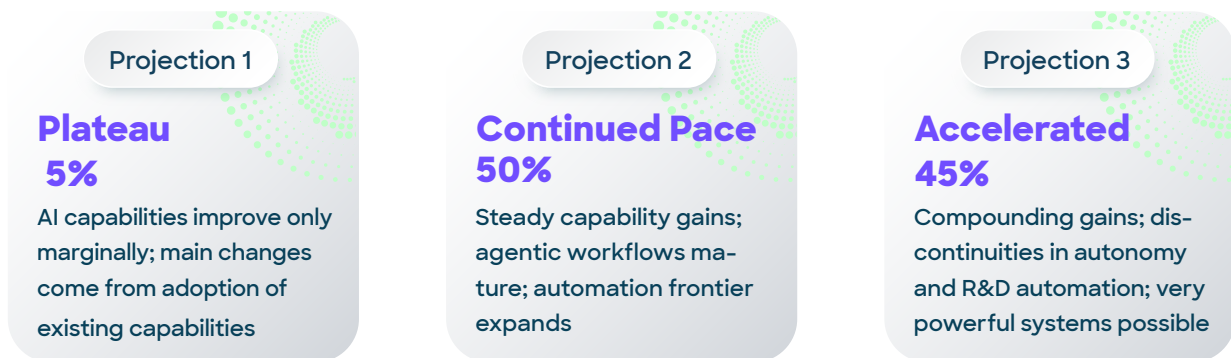 Projection 1
Plateau
5%
AI capabilities improve only
marginally; main changes
come from adoption of
existing capabilities
Projection 2
Continued Pace
50%
Steady capability gains;
agentic workflows ma-
ture; automation frontier
expands
Projection 3
Accelerated
45%
Compounding gains; dis-
continuities in autonomy
and R&D automation; very
powerful systems possible